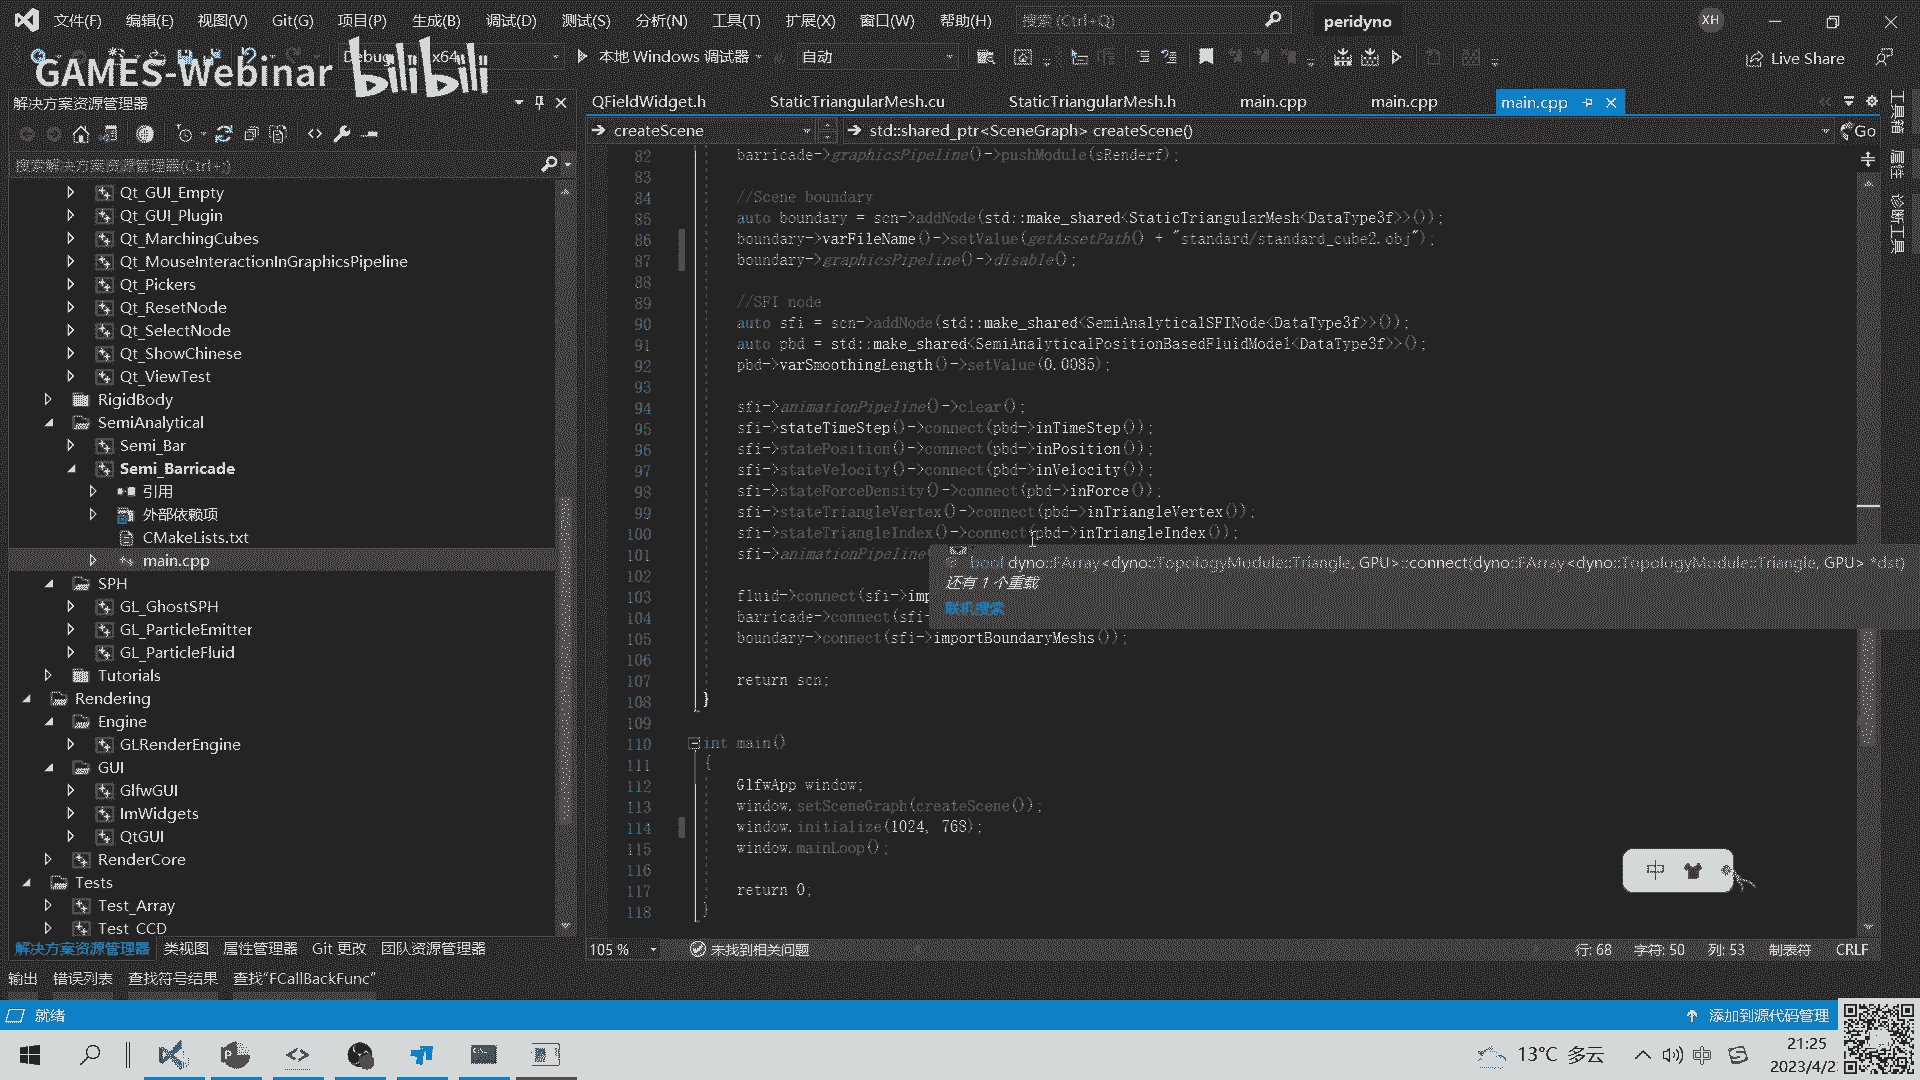 文件(F) 编辑(E) 视图(V) Git(G) 项目(P) 生成(B) 调试(D) 测试(S) 分析(N) 工具(T) 扩展(X) 窗口(W) 帮助(H) 搜索 (Ctrl+Q) peridyno XH
Debug x64 本地 Windows 调试器 自动 Live Share
GAMES-Webinar bilibili
解决方案资源管理器
搜索解决方案资源管理器(Ctrl+;)
Qt_GUI_Empty
Qt_GUI_Plugin
Qt_MarchingCubes
Qt_MouseInteractionInGraphicsPipeline
Qt_Pickers
Qt_ResetNode
Qt_SelectNode
Qt_ShowChinese
Qt_ViewTest
RigidBody
SemiAnalytical
Semi_Bar
Semi_Barricade
引用
外部依赖项
CMakeLists.txt
main.cpp
SPH
GL_GhostSPH
GL_ParticleEmitter
GL_ParticleFluid
Tutorials
Rendering
Engine
GLRenderEngine
GUI
GlfwGUI
ImWidgets
QtGUI
RenderCore
Tests
Test_Array
Test_CCD
解决方案资源管理器 类视图 属性管理器 Git 更改 团队资源管理器
QFieldWidget.h StaticTriangularMesh.cu StaticTriangularMesh.h main.cpp main.cpp main.cpp
createScene std::shared_ptr<SceneGraph> createScene() Go
82 barricade->graphicsPipeline()->pushModule(sRenderf);
83
84 //Scene boundary
85 auto boundary = scn->addNode(std::make_shared<StaticTriangularMesh<DataType3f>>());
86 boundary->varFileName()->setValue(getAssetPath() + "standard/standard_cube2.obj");
87 boundary->graphicsPipeline()->disable();
88
89 //SFI node
90 auto sfi = scn->addNode(std::make_shared<SemiAnalyticalSFINode<DataType3f>>());
91 auto pbd = std::make_shared<SemiAnalyticalPositionBasedFluidModel<DataType3f>>();
92 pbd->varSmoothingLength()->setValue(0.0085);
93
94 sfi->animationPipeline()->clear();
95 sfi->stateTimeStep()->connect(pbd->inTimeStep());
96 sfi->statePosition()->connect(pbd->inPosition());
97 sfi->stateVelocity()->connect(pbd->inVelocity());
98 sfi->stateForceDensity()->connect(pbd->inForce());
99 sfi->stateTriangleVertex()->connect(pbd->inTriangleVertex());
100 sfi->stateTriangleIndex()->connect(pbd->inTriangleIndex());
101 sfi->animationPipeline
bool dyno::FArray<dyno::TopologyModule::Triangle, GPU>::connect(dyno::FArray<dyno::TopologyModule::Triangle, GPU> *dst)
还有 1 个重载
联机搜索
102
103 fluid->connect(sfi->imp
104 barricade->connect(sfi-
105 boundary->connect(sfi->importBoundaryMeshs());
106
107 return scn;
108 }
109
110 int main()
111 {
112 GlfwApp window;
113 window.setSceneGraph(createScene());
114 window.initialize(1024, 768);
115 window.mainLoop();
116
117 return 0;
118 }
工具箱
属性
诊断工具
中
105 % 未找到相关问题 行: 68 字符: 50 列: 53 制表符 CRLF
输出 错误列表 查找符号结果 查找"FCallBackFunc"
就绪 添加到源代码管理
13°C 多云 中 21:25
2023/4/2